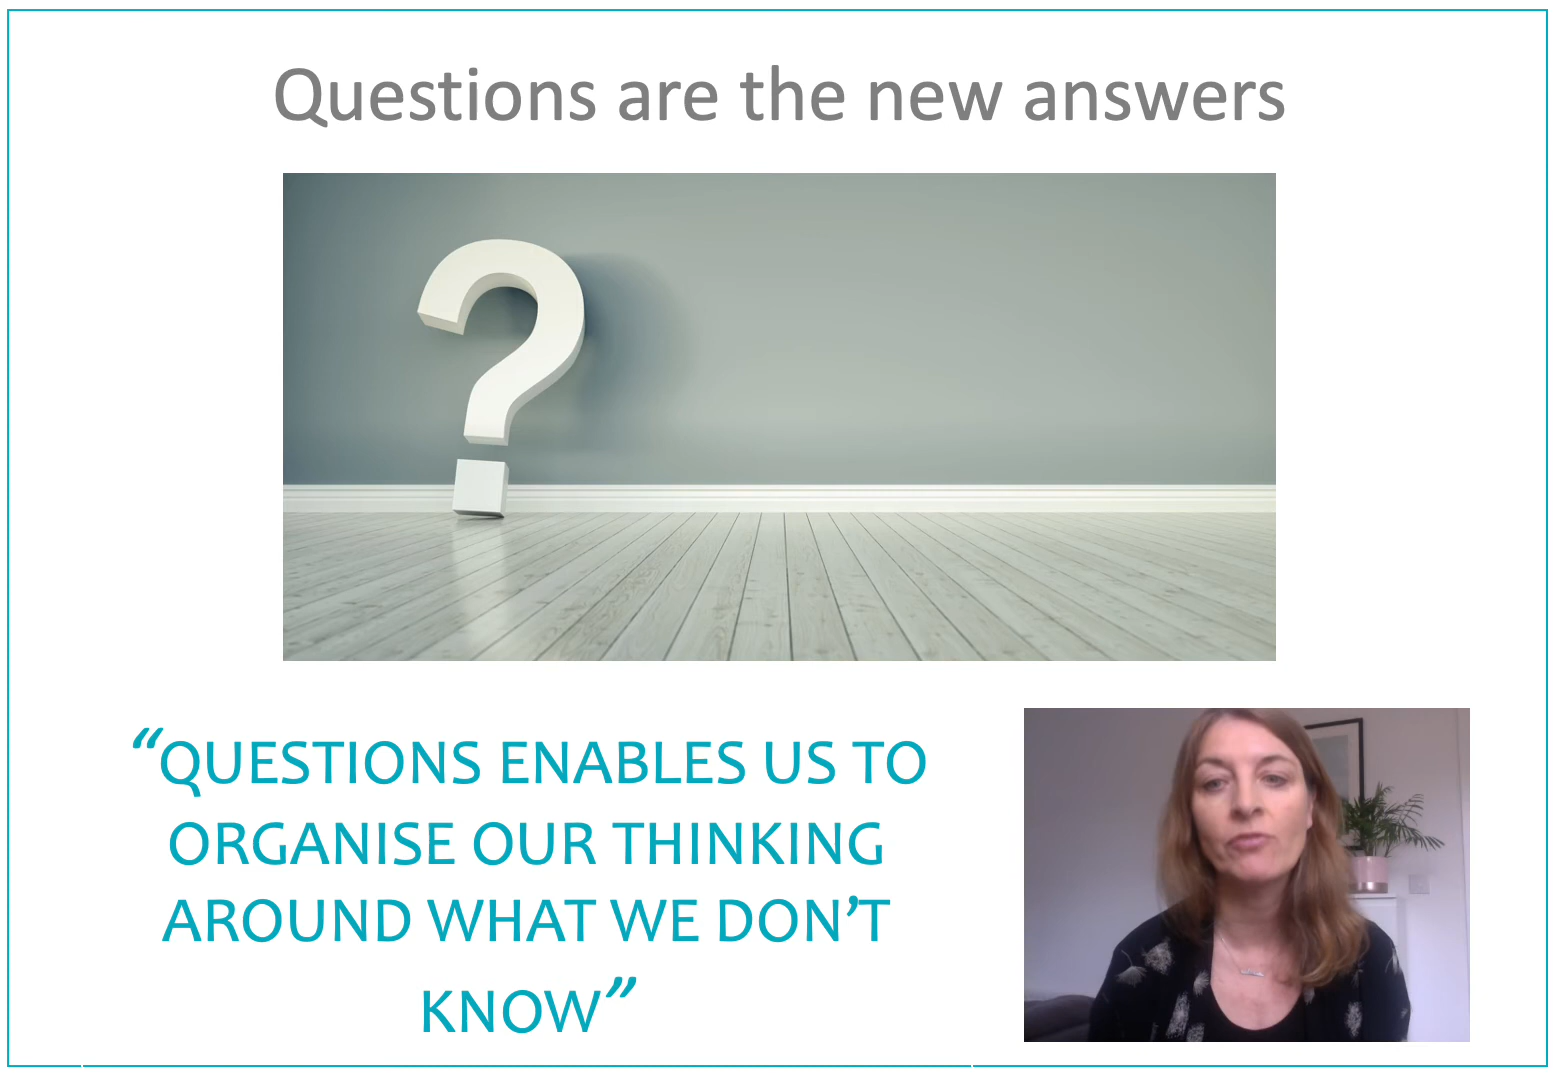 Questions are the new answers
“QUESTIONS ENABLES US TO
ORGANISE OUR THINKING
AROUND WHAT WE DON’T
KNOW”